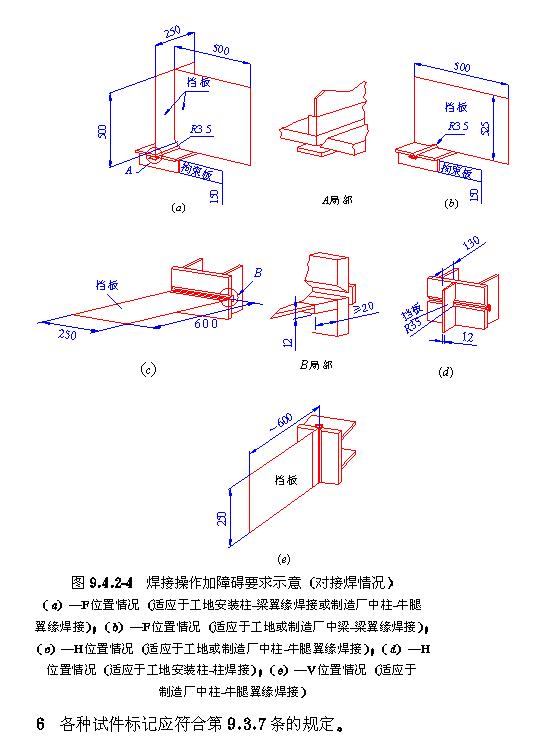 250
500
挡板
500
R35
A
拘束板
150
(a)
A局部
500
挡板
R35
525
拘束板
150
(b)
挡板
B
250
600
(c)
12
≥20
B局部
130
挡板
R35
12
(d)
~600
挡板
250
(e)
图 9.4.2-4 焊接操作加障碍要求示意 (对接焊情况)
(a) —F位置情况 (适应于工地安装柱-梁翼缘焊接或制造厂中柱-牛腿
翼缘焊接); (b) —F位置情况 (适应于工地或制造厂中梁-梁翼缘焊接);
(c) —H位置情况 (适应于工地或制造厂中柱-牛腿翼缘焊接); (d) —H
位置情况 (适应于工地安装柱-柱焊接); (e) —V位置情况 (适应于
制造厂中柱-牛腿翼缘焊接)
6 各种试件标记应符合第 9.3.7 条的规定。